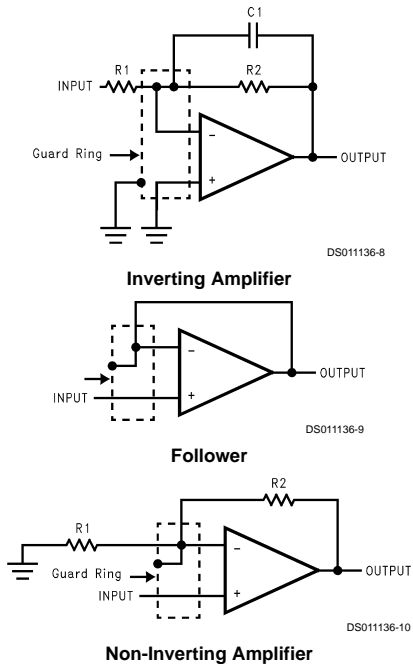 C1
R1
R2
INPUT
−
Guard Ring
OUTPUT
+
DS011136-8
Inverting Amplifier
−
OUTPUT
INPUT
+
DS011136-9
Follower
R2
R1
−
Guard Ring
OUTPUT
INPUT
+
DS011136-10
Non-Inverting Amplifier